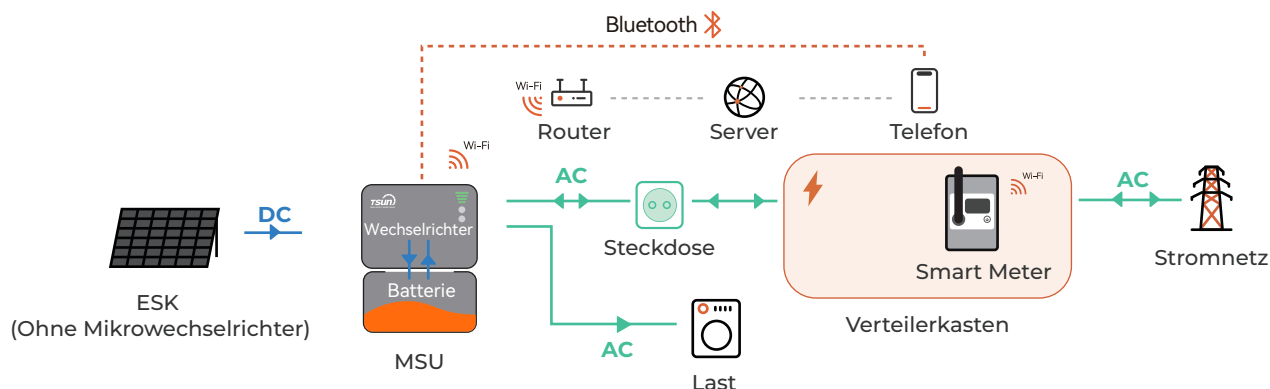 Bluetooth
Wi-Fi
Router
Server
Telefon
Wi-Fi
DC
TSUN
Wechselrichter
Batterie
MSU
ESK
(Ohne Mikrowechselrichter)
AC
Steckdose
AC
Last
Wi-Fi
Smart Meter
Verteilerkasten
AC
Stromnetz